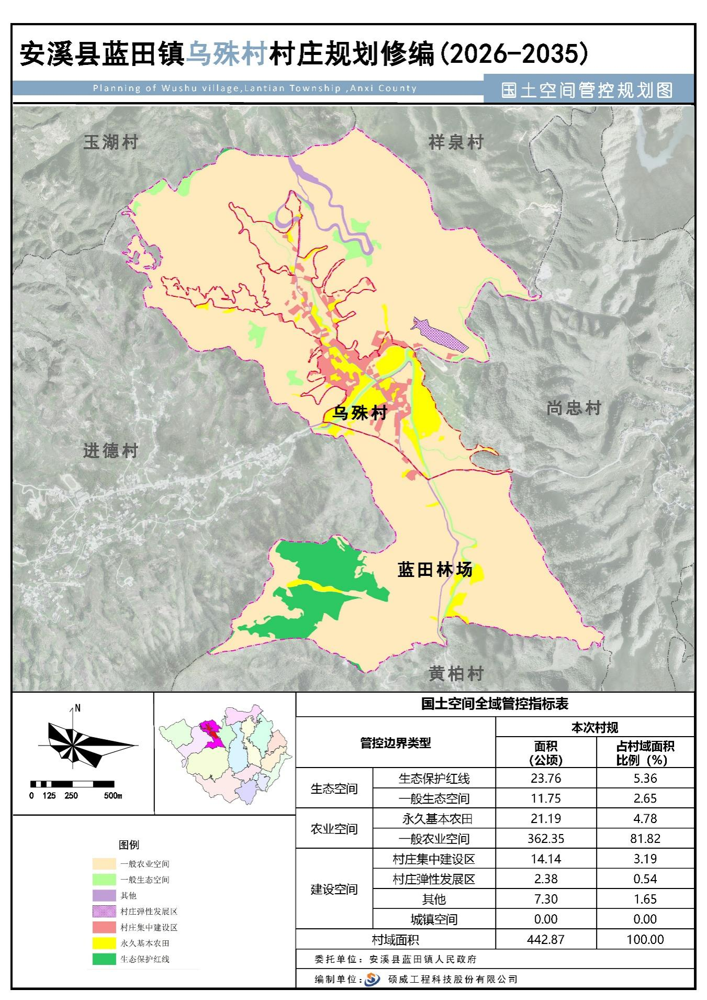 安溪县蓝田镇乌殊村村庄规划修编(2026-2035)
Planning of Wushu village,Lantian Township ,Anxi County
国土空间管控规划图
玉湖村
祥泉村
尚忠村
乌殊村
进德村
蓝田林场
黄柏村
N
0 125 250 500m
图例
一般农业空间
一般生态空间
其他
村庄弹性发展区
村庄集中建设区
永久基本农田
生态保护红线
国土空间全域管控指标表
管控边界类型 本次村规
面积（公顷） 占村域面积比例（%）
生态空间 生态保护红线 23.76 5.36
一般生态空间 11.75 2.65
农业空间 永久基本农田 21.19 4.78
一般农业空间 362.35 81.82
建设空间 村庄集中建设区 14.14 3.19
村庄弹性发展区 2.38 0.54
其他 7.30 1.65
城镇空间 0.00 0.00
村域面积 442.87 100.00
委托单位：安溪县蓝田镇人民政府
编制单位：硕威工程科技股份有限公司